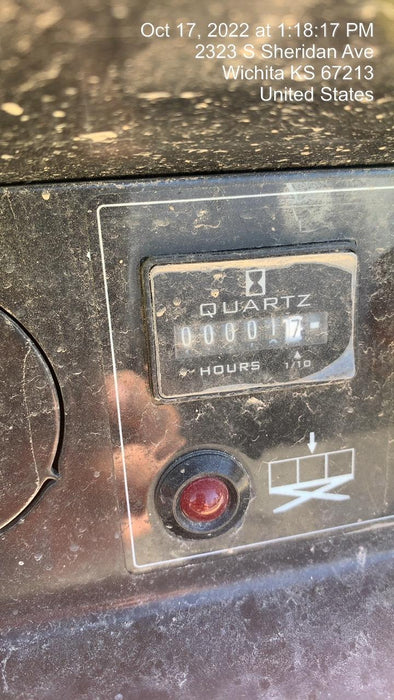 Oct 17, 2022 at 1:18:17 PM
2323 S Sheridan Ave
Wichita KS 67213
United States
QUARTZ
0000017
HOURS 1/10